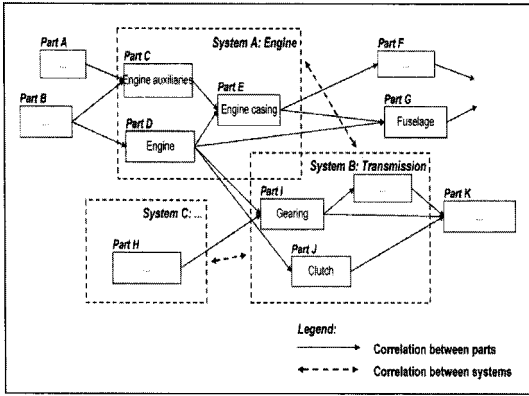 Part A
...
Part B
...
System A: Engine
Part C
Engine auxilianes
Part D
Engine
Part E
Engine casing
Part F
...
Part G
Fuselage
System B: Transmission
...
Part I
Gearing
Part J
Clutch
Part K
...
System C: ...
Part H
...
Legend:
Correlation between parts
Correlation between systems